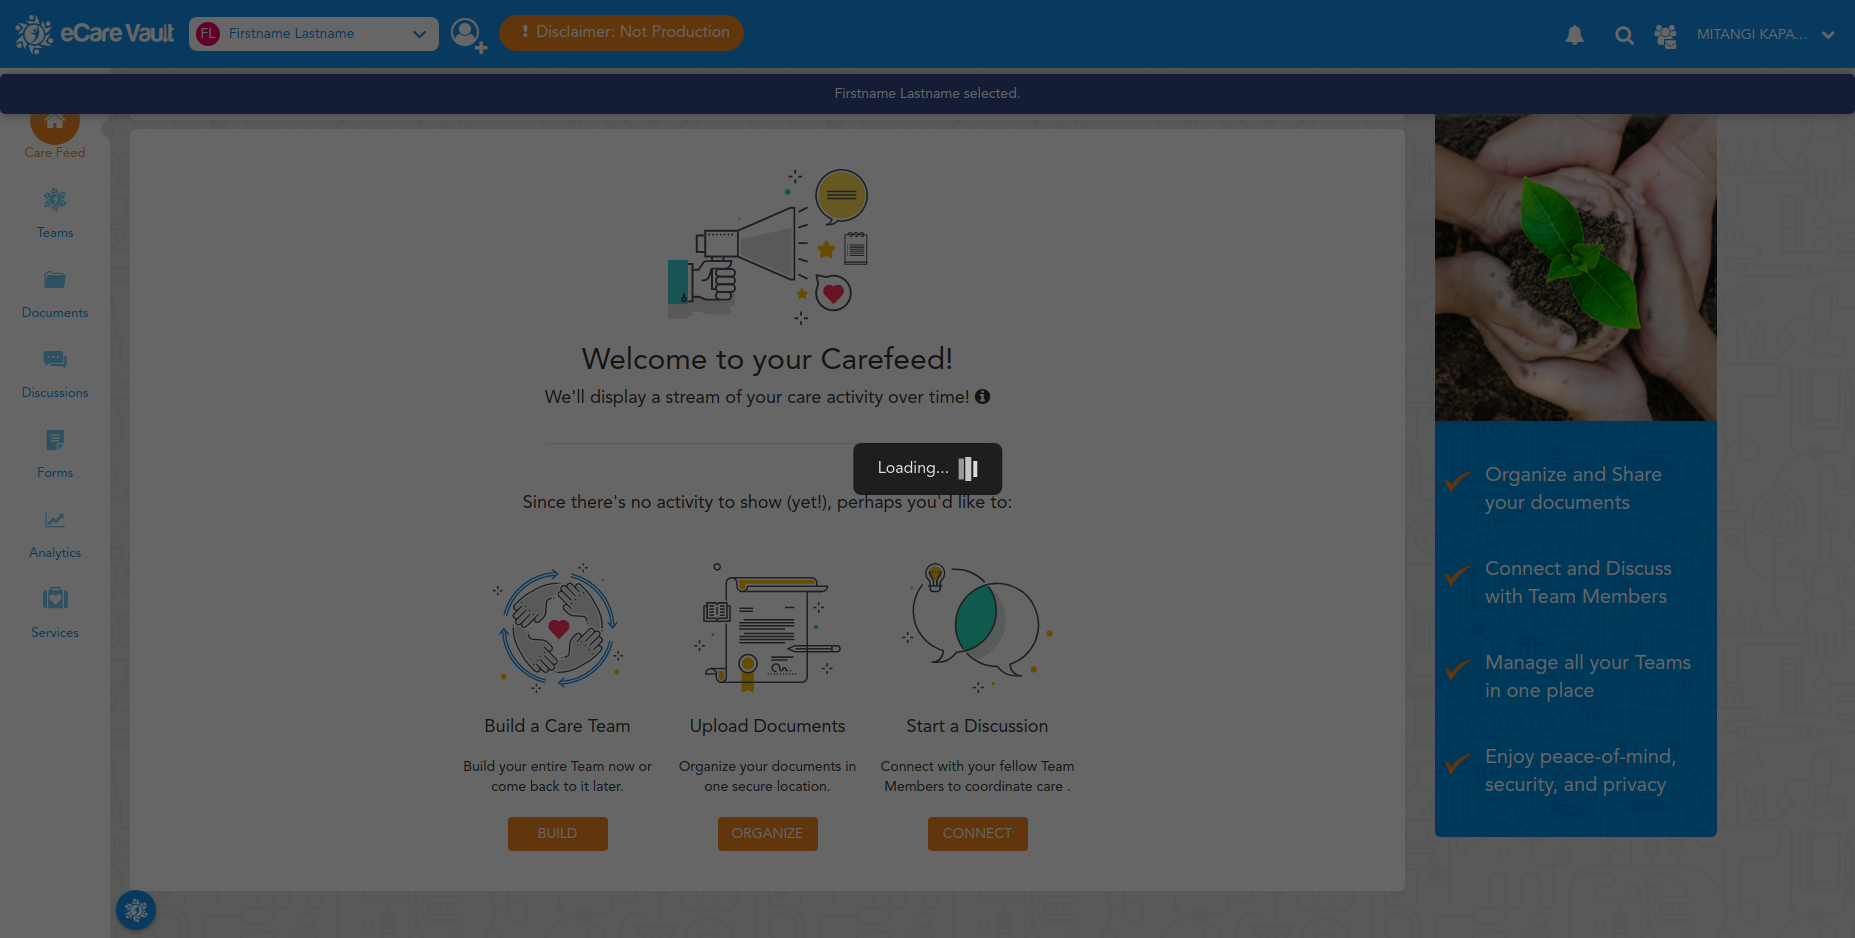 eCare Vault
FL Firstname Lastname
! Disclaimer: Not Production
MITANGI KAPA...
Firstname Lastname selected.
Care Feed
Teams
Documents
Discussions
Forms
Analytics
Services
Welcome to your Carefeed!
We'll display a stream of your care activity over time!
Loading...
Since there's no activity to show (yet!), perhaps you'd like to:
Build a Care Team
Build your entire Team now or
come back to it later.
BUILD
Upload Documents
Organize your documents in
one secure location.
ORGANIZE
Start a Discussion
Connect with your fellow Team
Members to coordinate care .
CONNECT
Organize and Share
your documents
Connect and Discuss
with Team Members
Manage all your Teams
in one place
Enjoy peace-of-mind,
security, and privacy